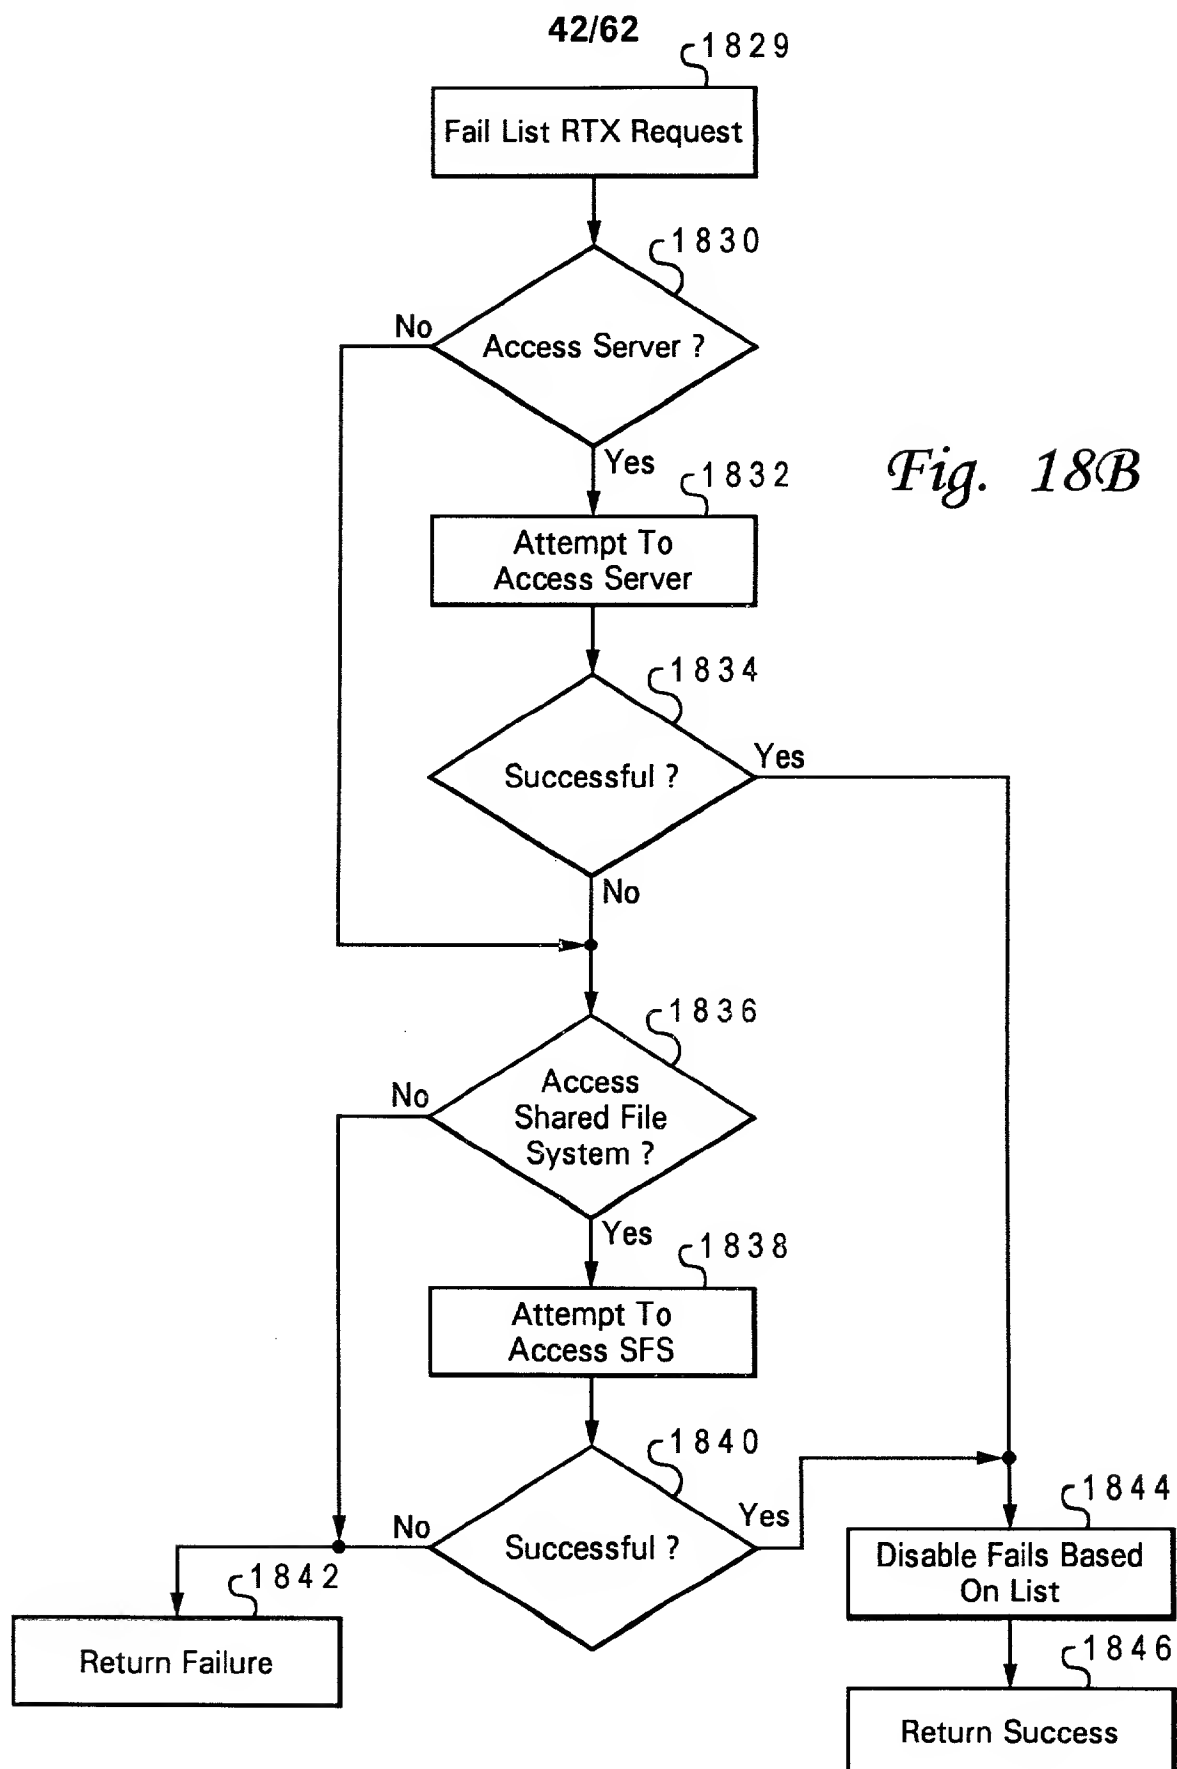 42/62
1829
Fail List RTX Request
1830
No
Access Server ?
Yes
Fig. 18B
1832
Attempt To
Access Server
1834
Yes
Successful ?
No
1836
No
Access
Shared File
System ?
Yes
1838
Attempt To
Access SFS
1840
No
Yes
Successful ?
1844
Disable Fails Based
On List
1842
Return Failure
1846
Return Success